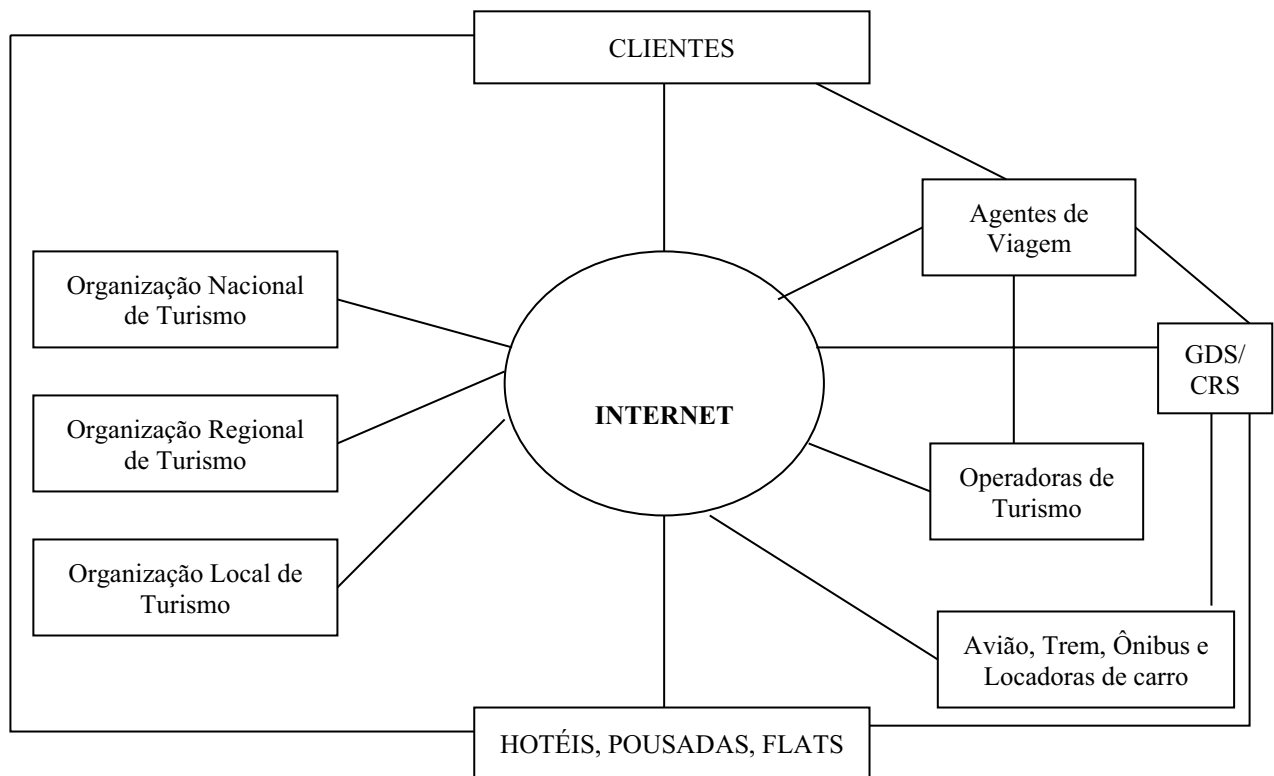 CLIENTES
Agentes de
Viagem
Organização Nacional
de Turismo
GDS/
CRS
INTERNET
Organização Regional
de Turismo
Operadoras de
Turismo
Organização Local de
Turismo
Avião, Trem, Ônibus e
Locadoras de carro
HOTÉIS, POUSADAS, FLATS